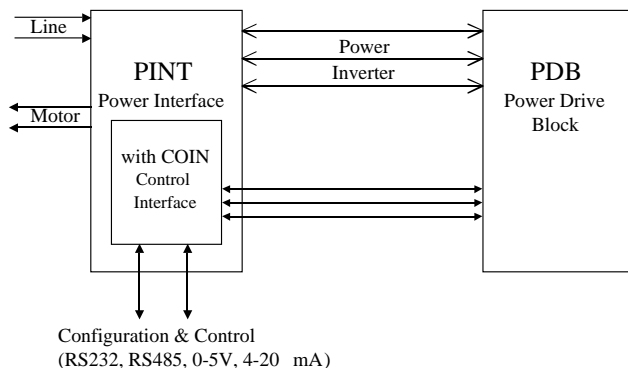 Line
Motor
PINT
Power Interface
with COIN
Control
Interface
Power
Inverter
PDB
Power Drive
Block
Configuration & Control
(RS232, RS485, 0-5V, 4-20 mA)